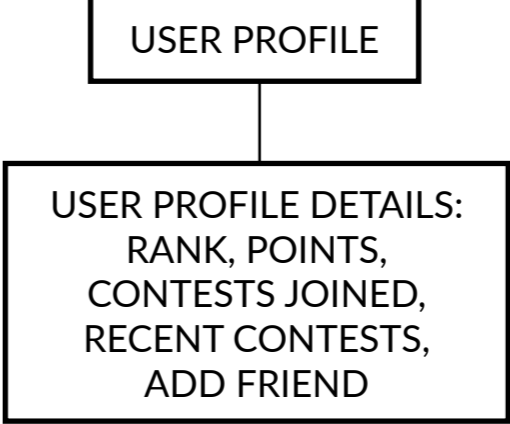 USER PROFILE
USER PROFILE DETAILS:
RANK, POINTS,
CONTESTS JOINED,
RECENT CONTESTS,
ADD FRIEND